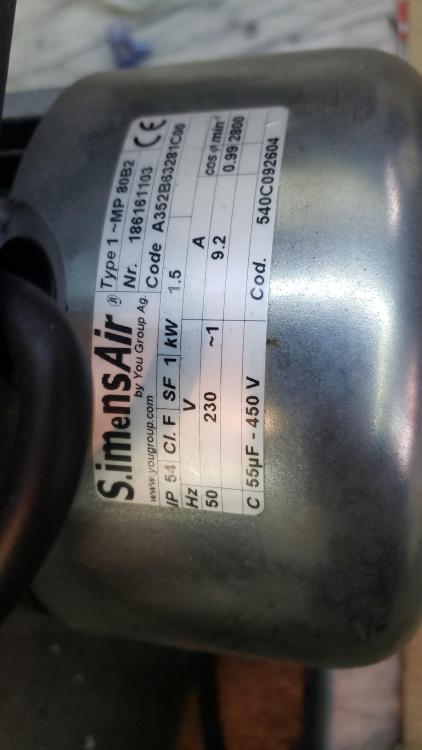 S.imensAir ®
by You Group Ag.
www.yougroup.com
Type 1 ~MP 80B2
Nr. 186161103 CE
Code A352B63281C00
IP 54 Cl. F SF 1 kW 1.5
Hz V A cos φ min⁻¹
50 230 ~1 9.2 0.99 2800
C 55µF - 450 V Cod. 540C092604